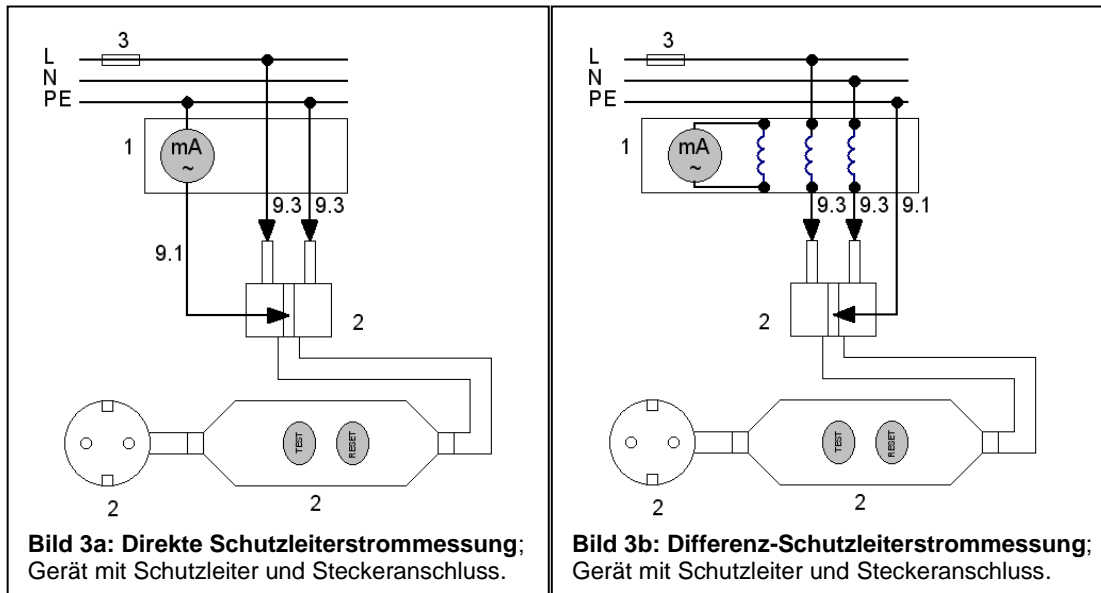 3
L
N
PE
1
mA
~
9.3
9.3
9.1
2
TEST
RESET
2
2
Bild 3a: Direkte Schutzleiterstrommessung;
Gerät mit Schutzleiter und Steckeranschluss.
3
L
N
PE
1
mA
~
9.3
9.3
9.1
2
TEST
RESET
2
2
Bild 3b: Differenz-Schutzleiterstrommessung;
Gerät mit Schutzleiter und Steckeranschluss.